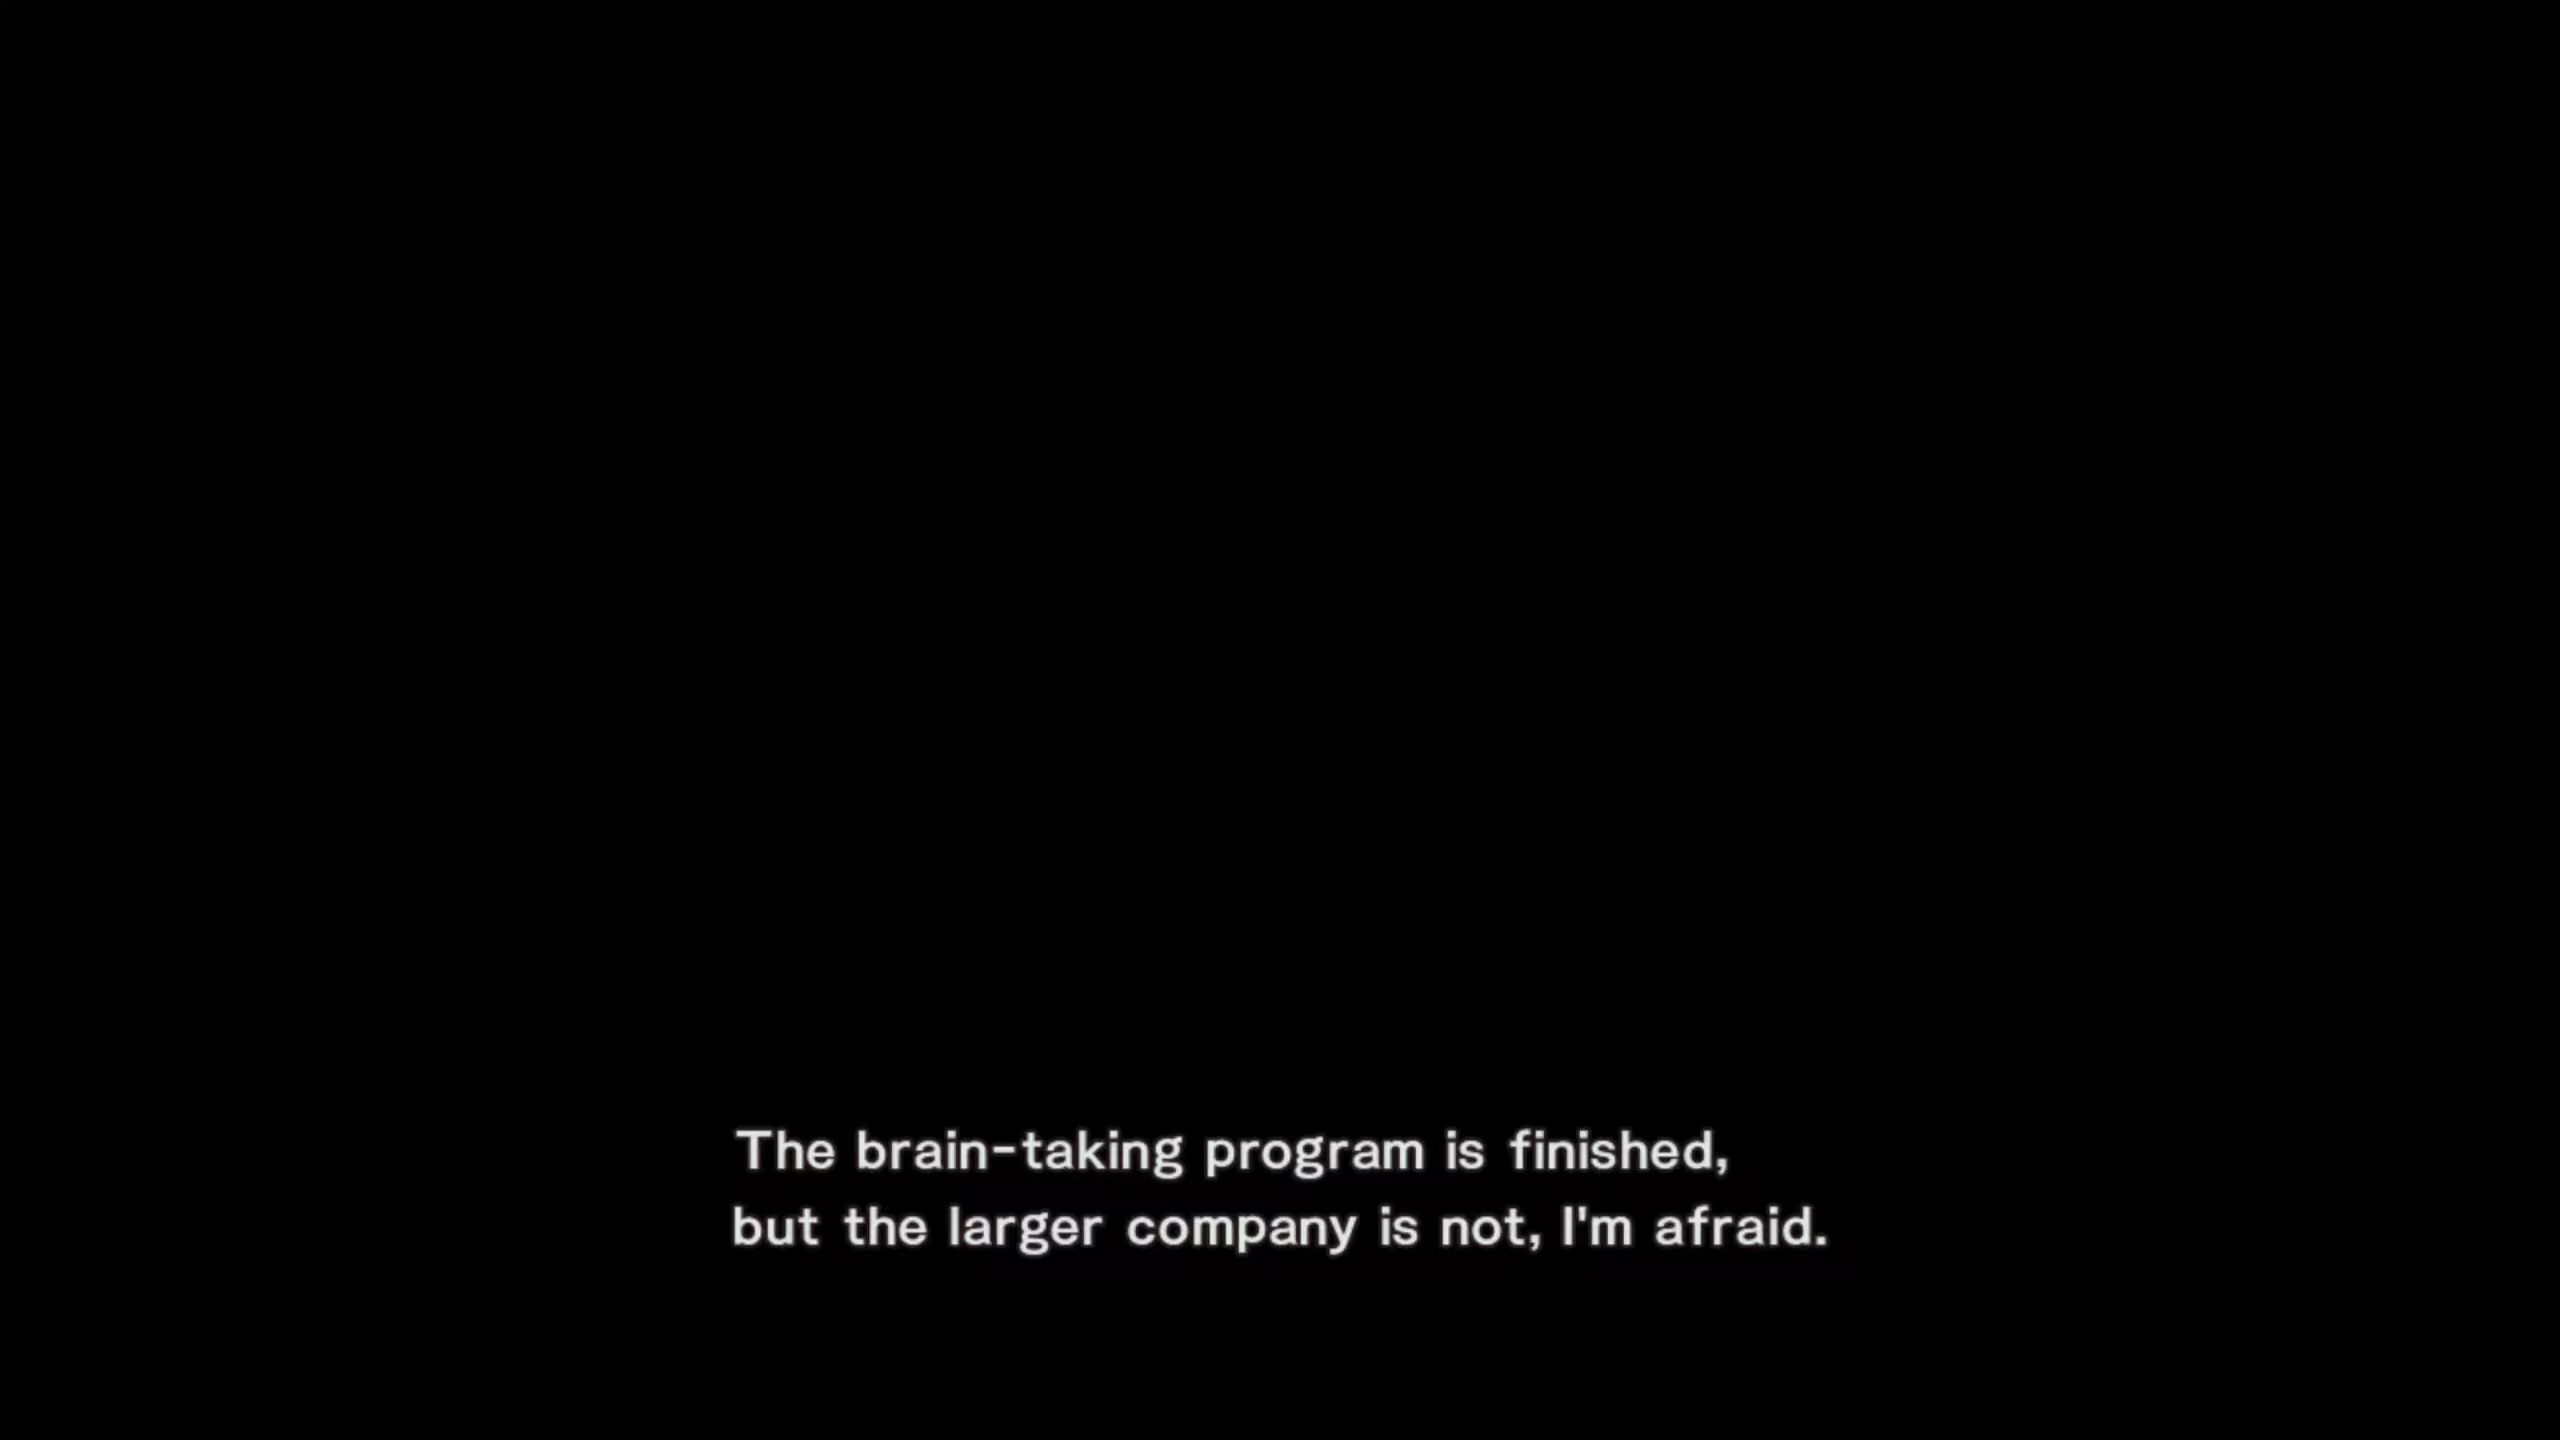 The brain-taking program is finished,
but the larger company is not, I'm afraid.